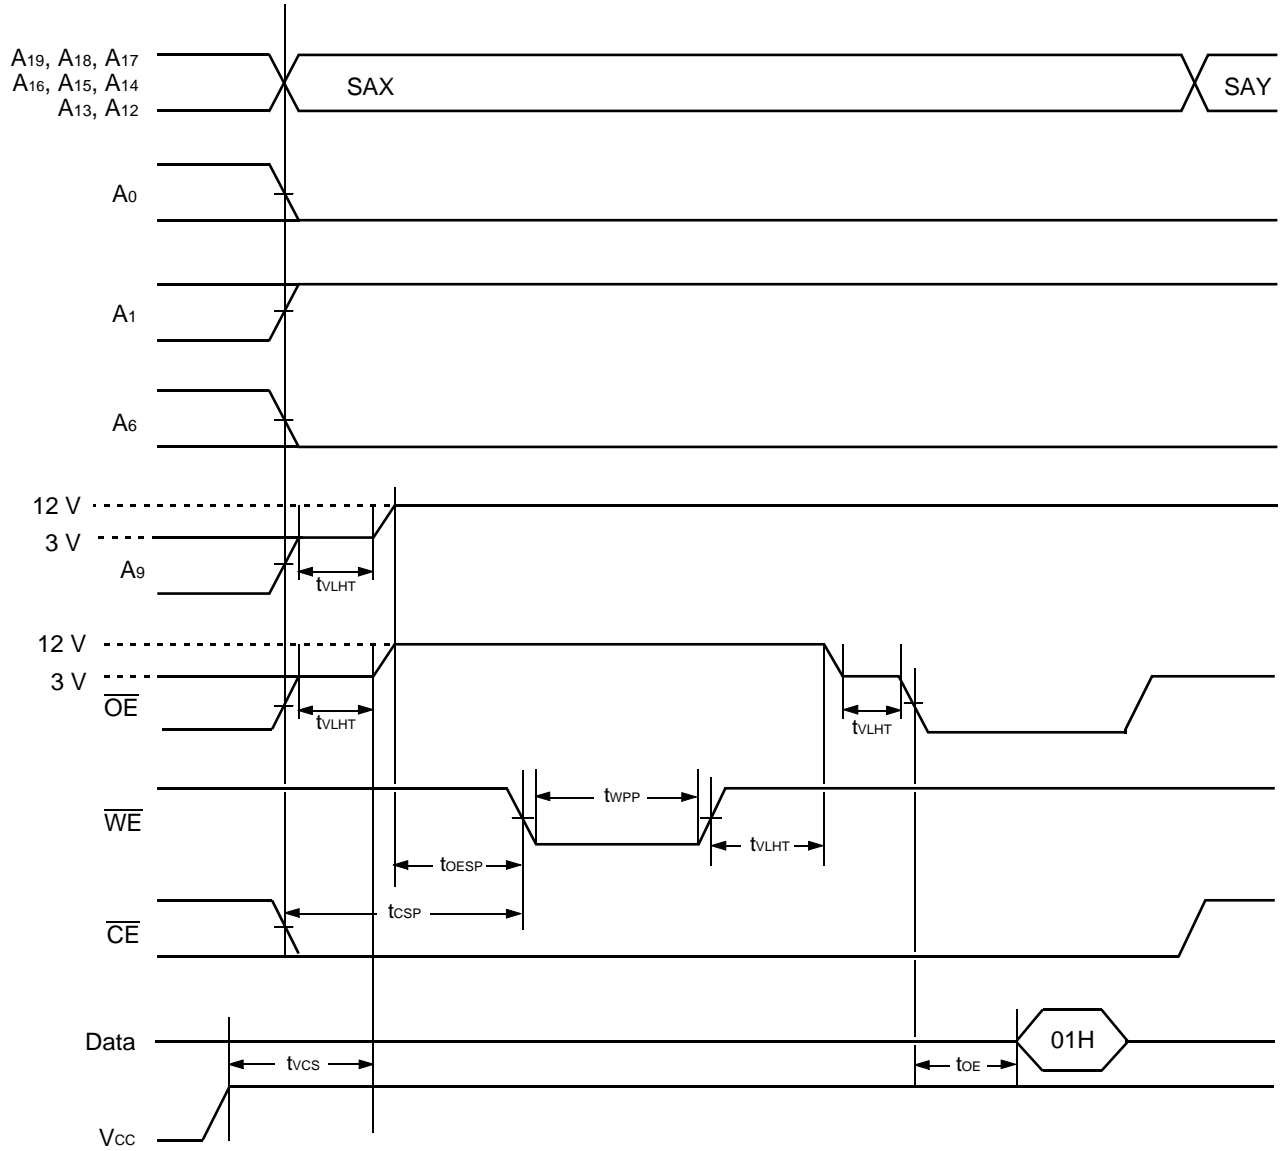 A19, A18, A17
A16, A15, A14
A13, A12
SAX
SAY
A0
A1
A6
12 V
3 V
A9
tVLHT
12 V
3 V
OE
tVLHT
tVLHT
WE
tWPP
tVLHT
tOESP
tCSP
CE
Data
01H
tVCS
tOE
VCC